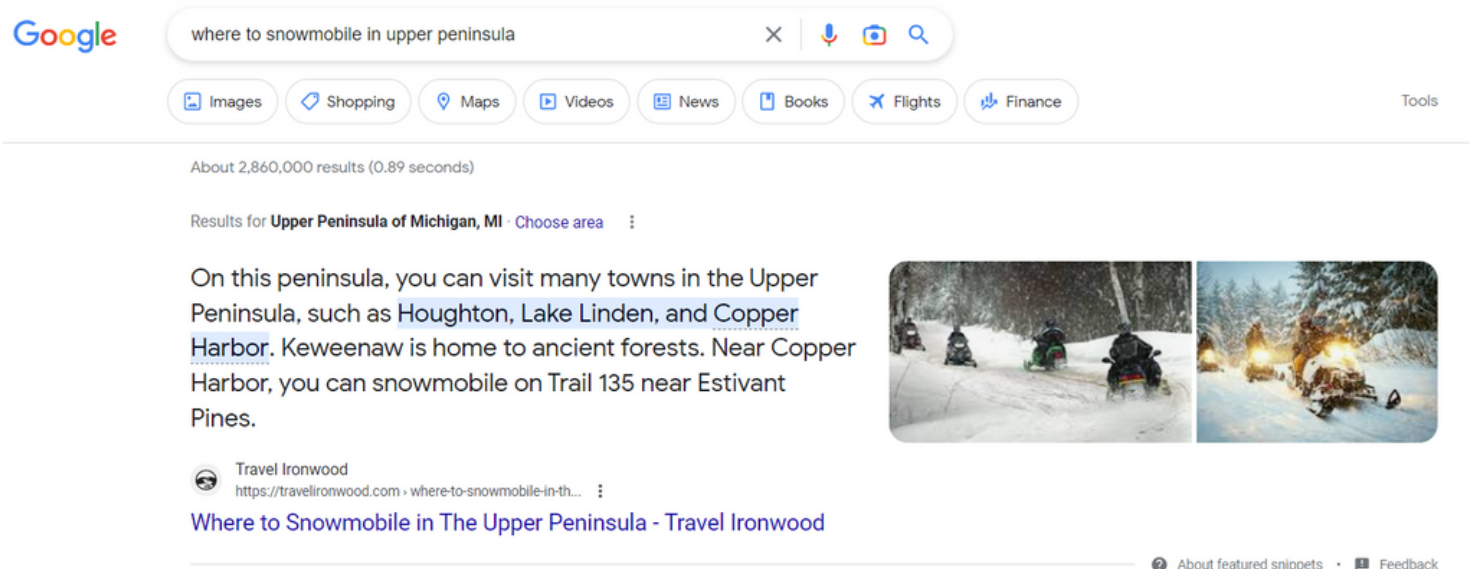 Google
where to snowmobile in upper peninsula
Images Shopping Maps Videos News Books Flights Finance Tools
About 2,860,000 results (0.89 seconds)
Results for Upper Peninsula of Michigan, MI · Choose area
On this peninsula, you can visit many towns in the Upper
Peninsula, such as Houghton, Lake Linden, and Copper
Harbor. Keweenaw is home to ancient forests. Near Copper
Harbor, you can snowmobile on Trail 135 near Estivant
Pines.
Travel Ironwood
https://travelironwood.com › where-to-snowmobile-in-th...
Where to Snowmobile in The Upper Peninsula - Travel Ironwood
About featured snippets • Feedback